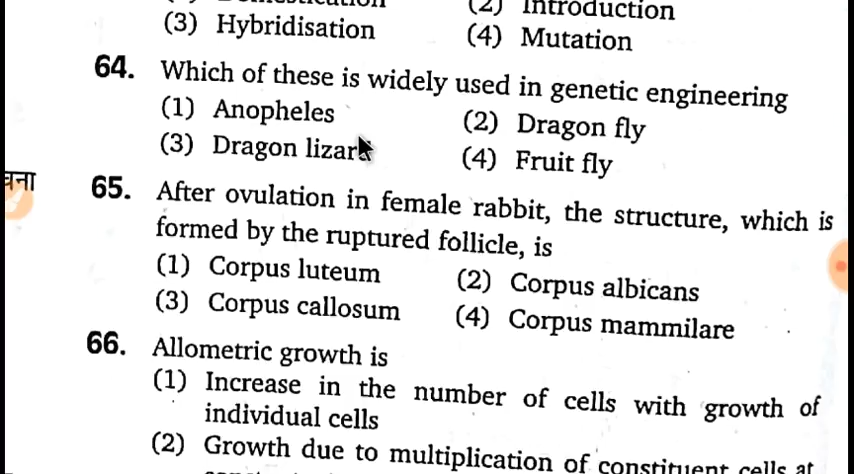 (2) Introduction
(3) Hybridisation
(4) Mutation
64. Which of these is widely used in genetic engineering
(1) Anopheles
(2) Dragon fly
(3) Dragon lizard
(4) Fruit fly
65. After ovulation in female rabbit, the structure, which is
formed by the ruptured follicle, is
(1) Corpus luteum
(2) Corpus albicans
(3) Corpus callosum
(4) Corpus mammilare
66. Allometric growth is
(1) Increase in the number of cells with growth of
individual cells
(2) Growth due to multiplication of constituent cells at